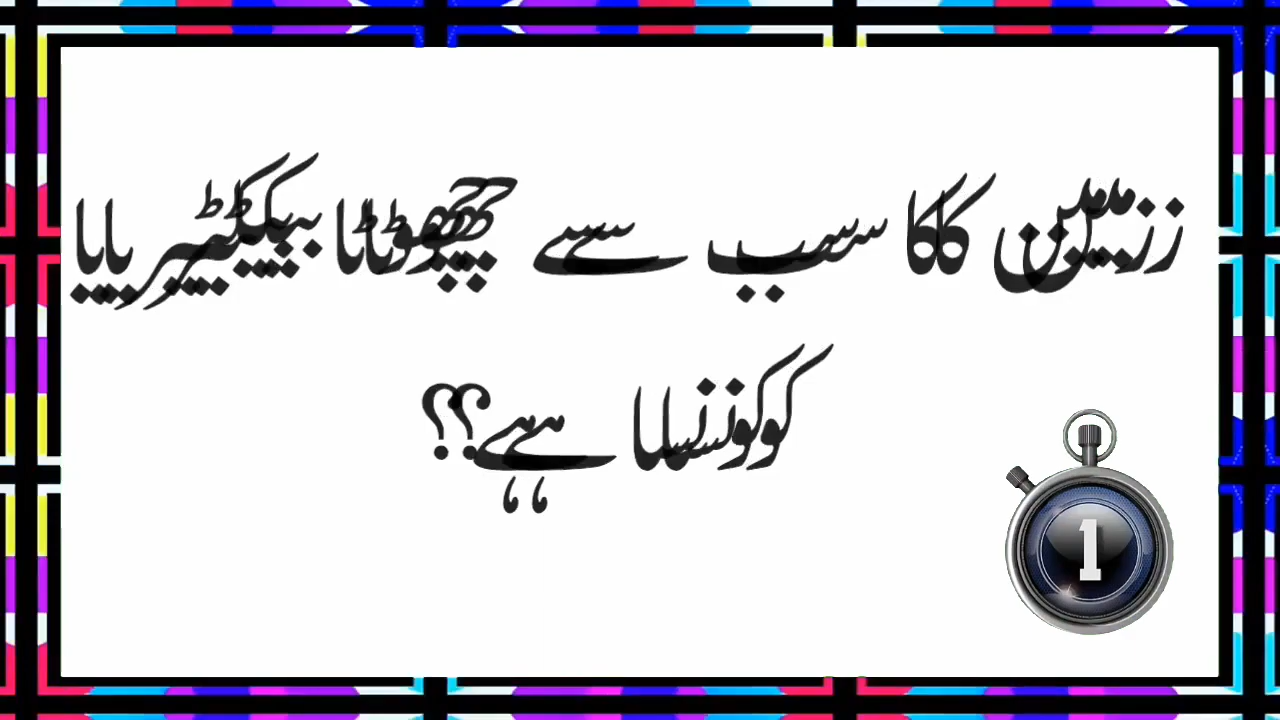 زمین کا سب سے چھوٹا بیکٹیریا
کونسا ہے؟
1